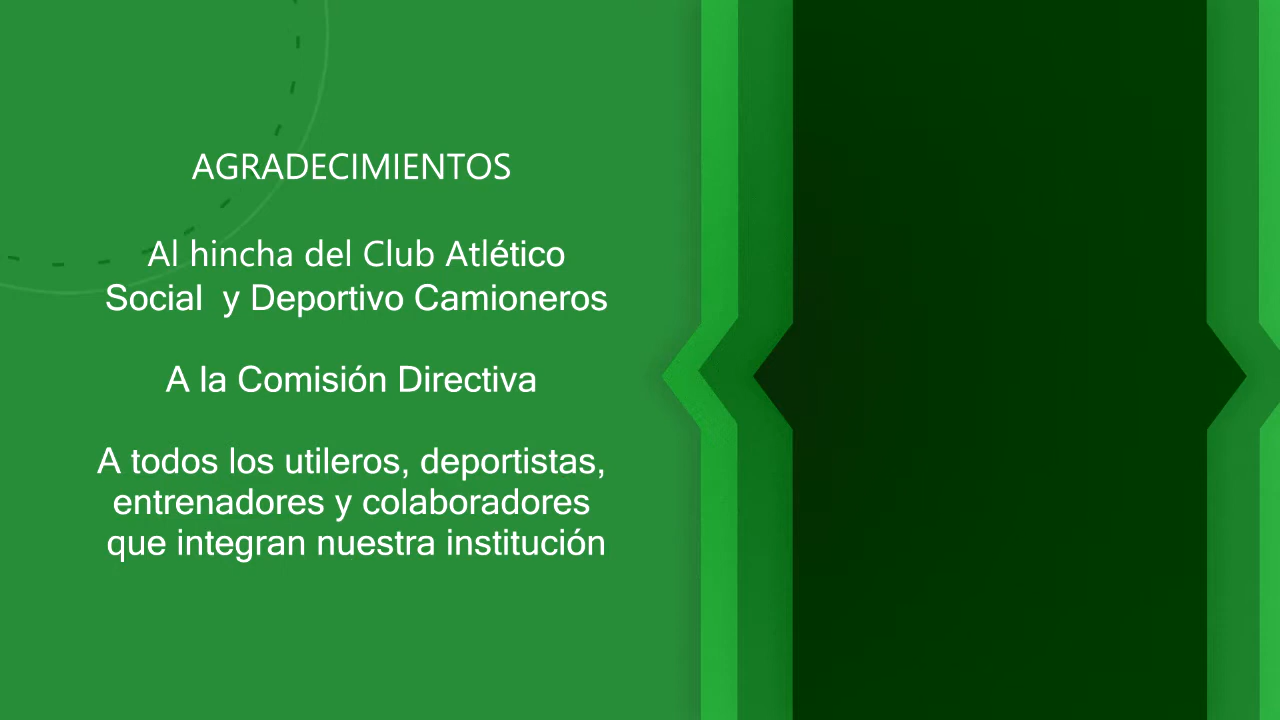 AGRADECIMIENTOS
Al hincha del Club Atlético
Social  y Deportivo Camioneros
A la Comisión Directiva
A todos los utileros, deportistas,
entrenadores y colaboradores
que integran nuestra institución